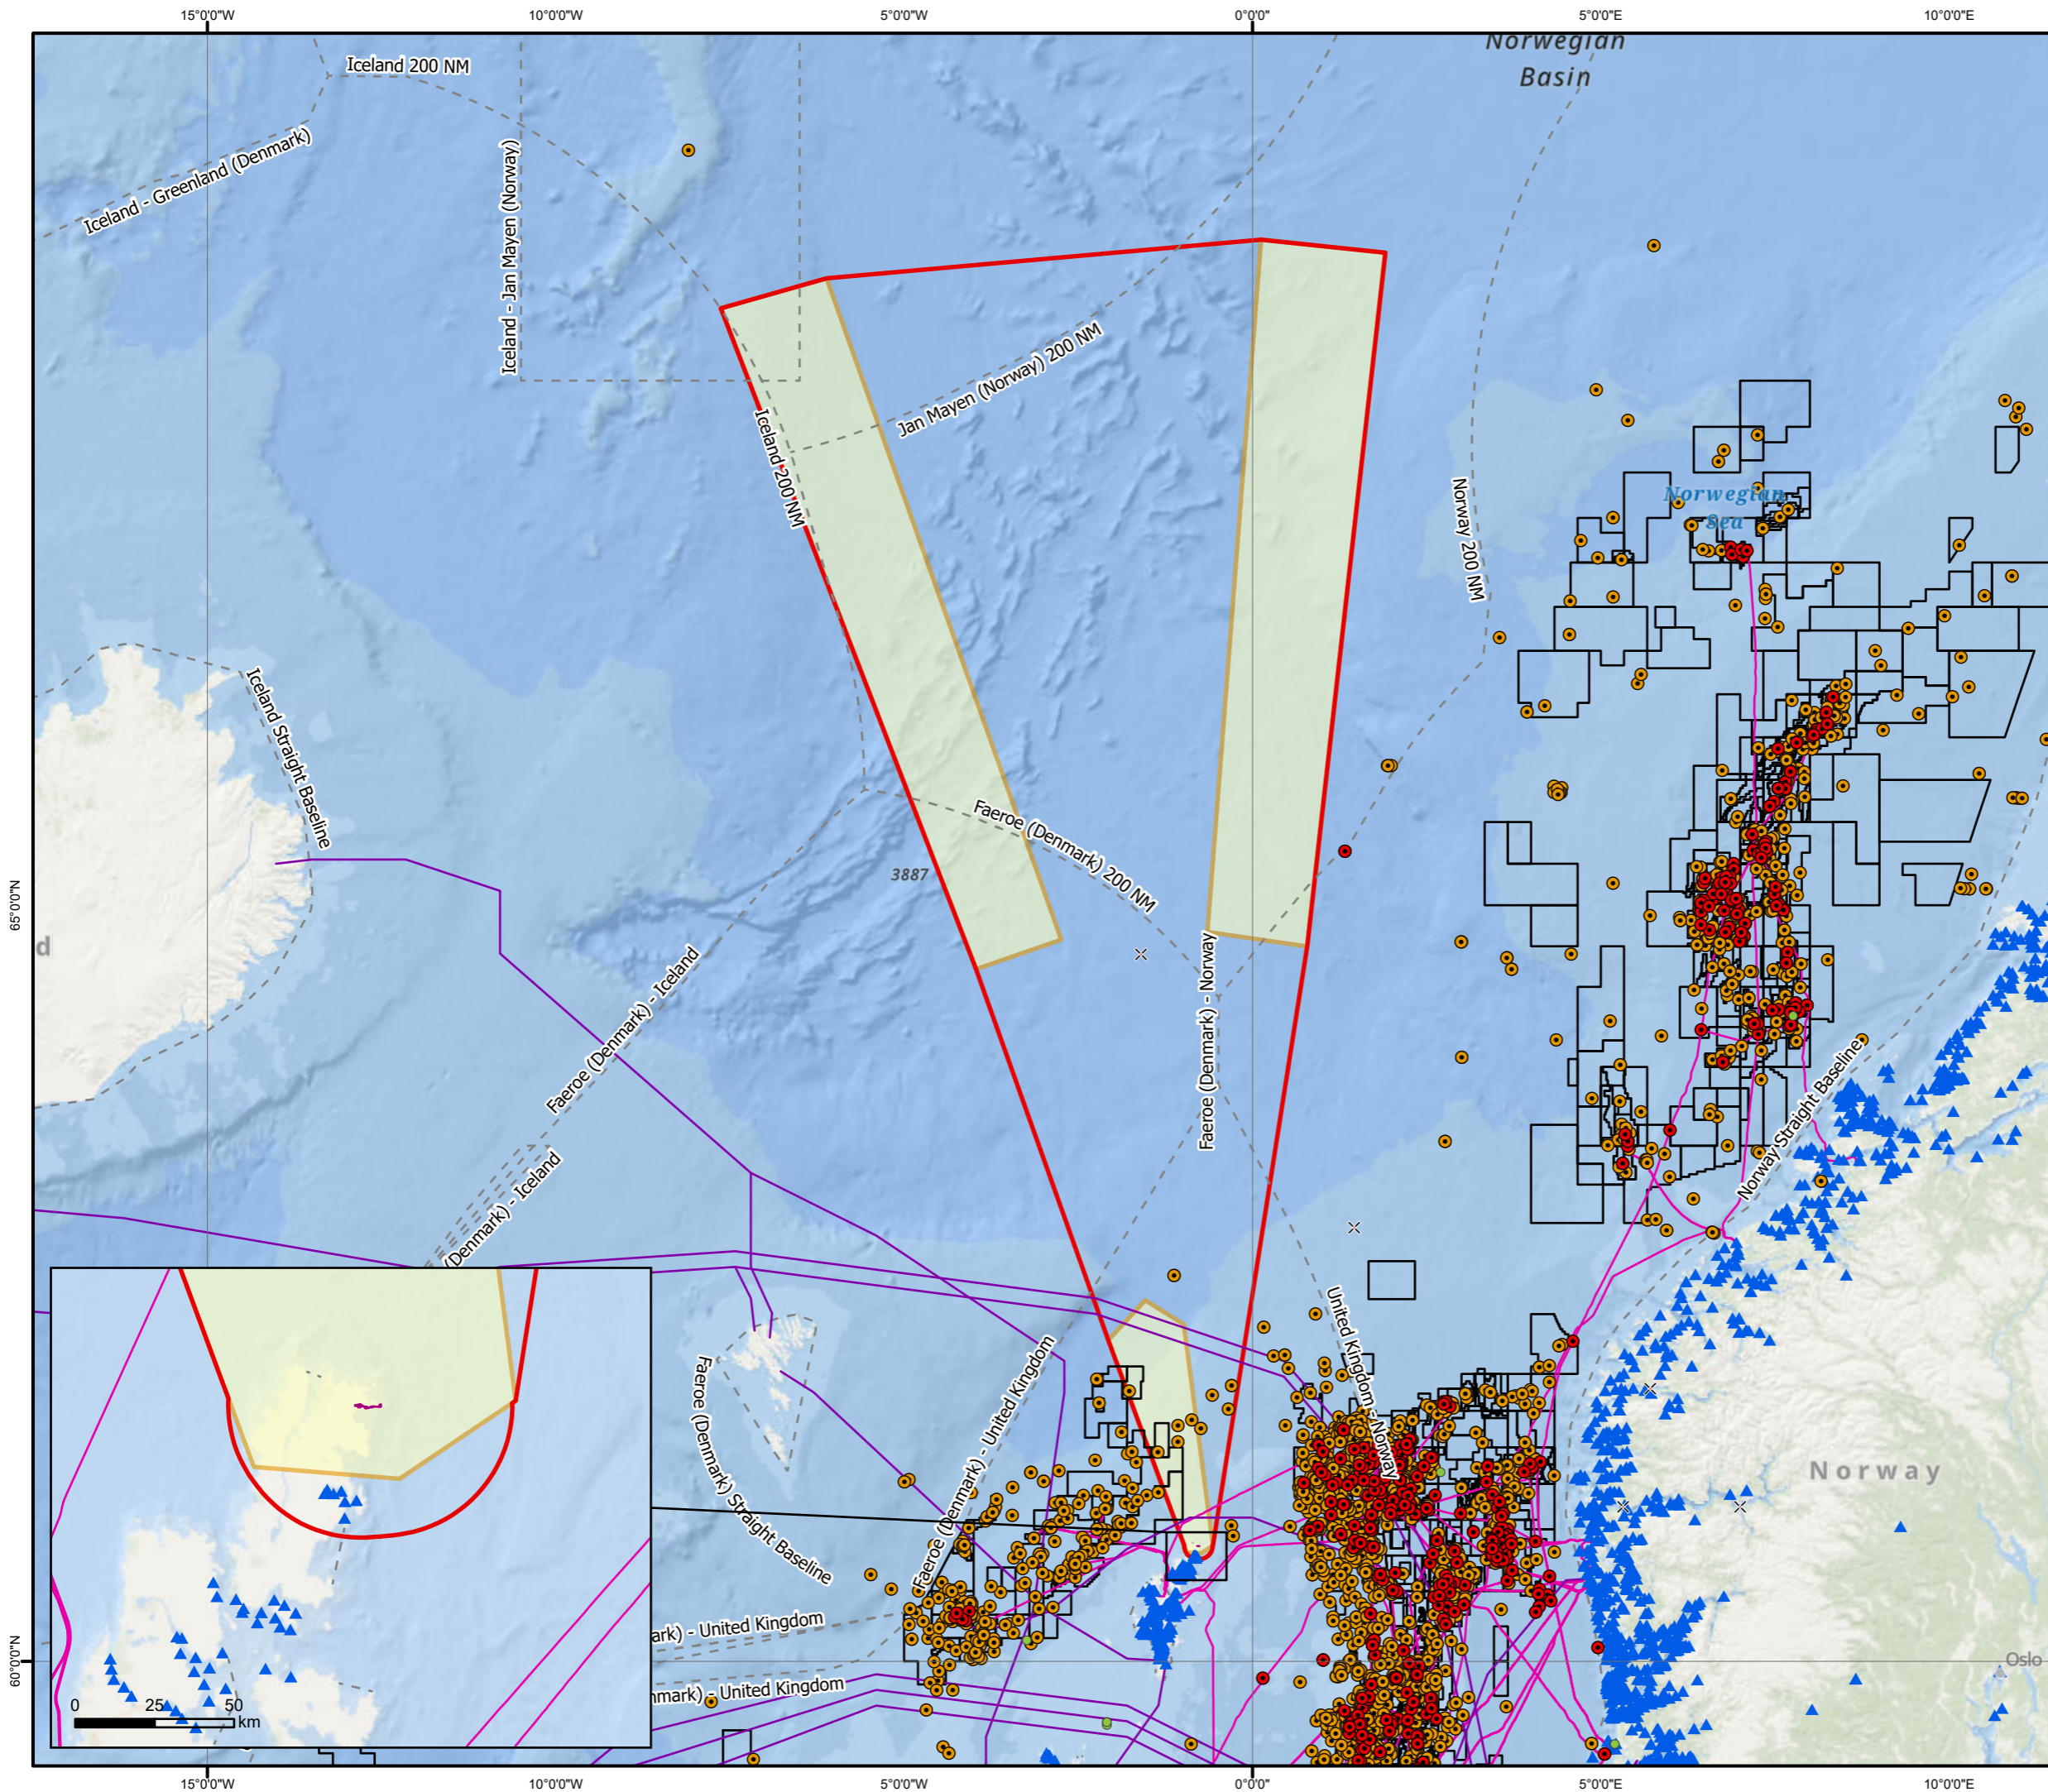 15°0'0"W 10°0'0"W 5°0'0"W 0°0'0" 5°0'0"E 10°0'0"E
Norwegian
Basin
Iceland 200 NM
Iceland - Greenland (Denmark)
Iceland - Jan Mayen (Norway)
Jan Mayen (Norway) 200 NM
Iceland 200 NM
Norway 200 NM
Norwegian
Sea
Iceland Straight Baseline
Faeroe (Denmark) 200 NM
3887
65°0'0"N
d
Faeroe (Denmark) - Iceland
Faeroe (Denmark) - Norway
Norway Straight Baseline
(Denmark) - Iceland
United Kingdom - Norway
Faeroe (Denmark) - United Kingdom
Faeroe (Denmark) Straight Baseline
Norway
ark) - United Kingdom
60°0'0"N
Oslo
nmark) - United Kingdom
0 25 50
km
15°0'0"W 10°0'0"W 5°0'0"W 0°0'0" 5°0'0"E 10°0'0"E